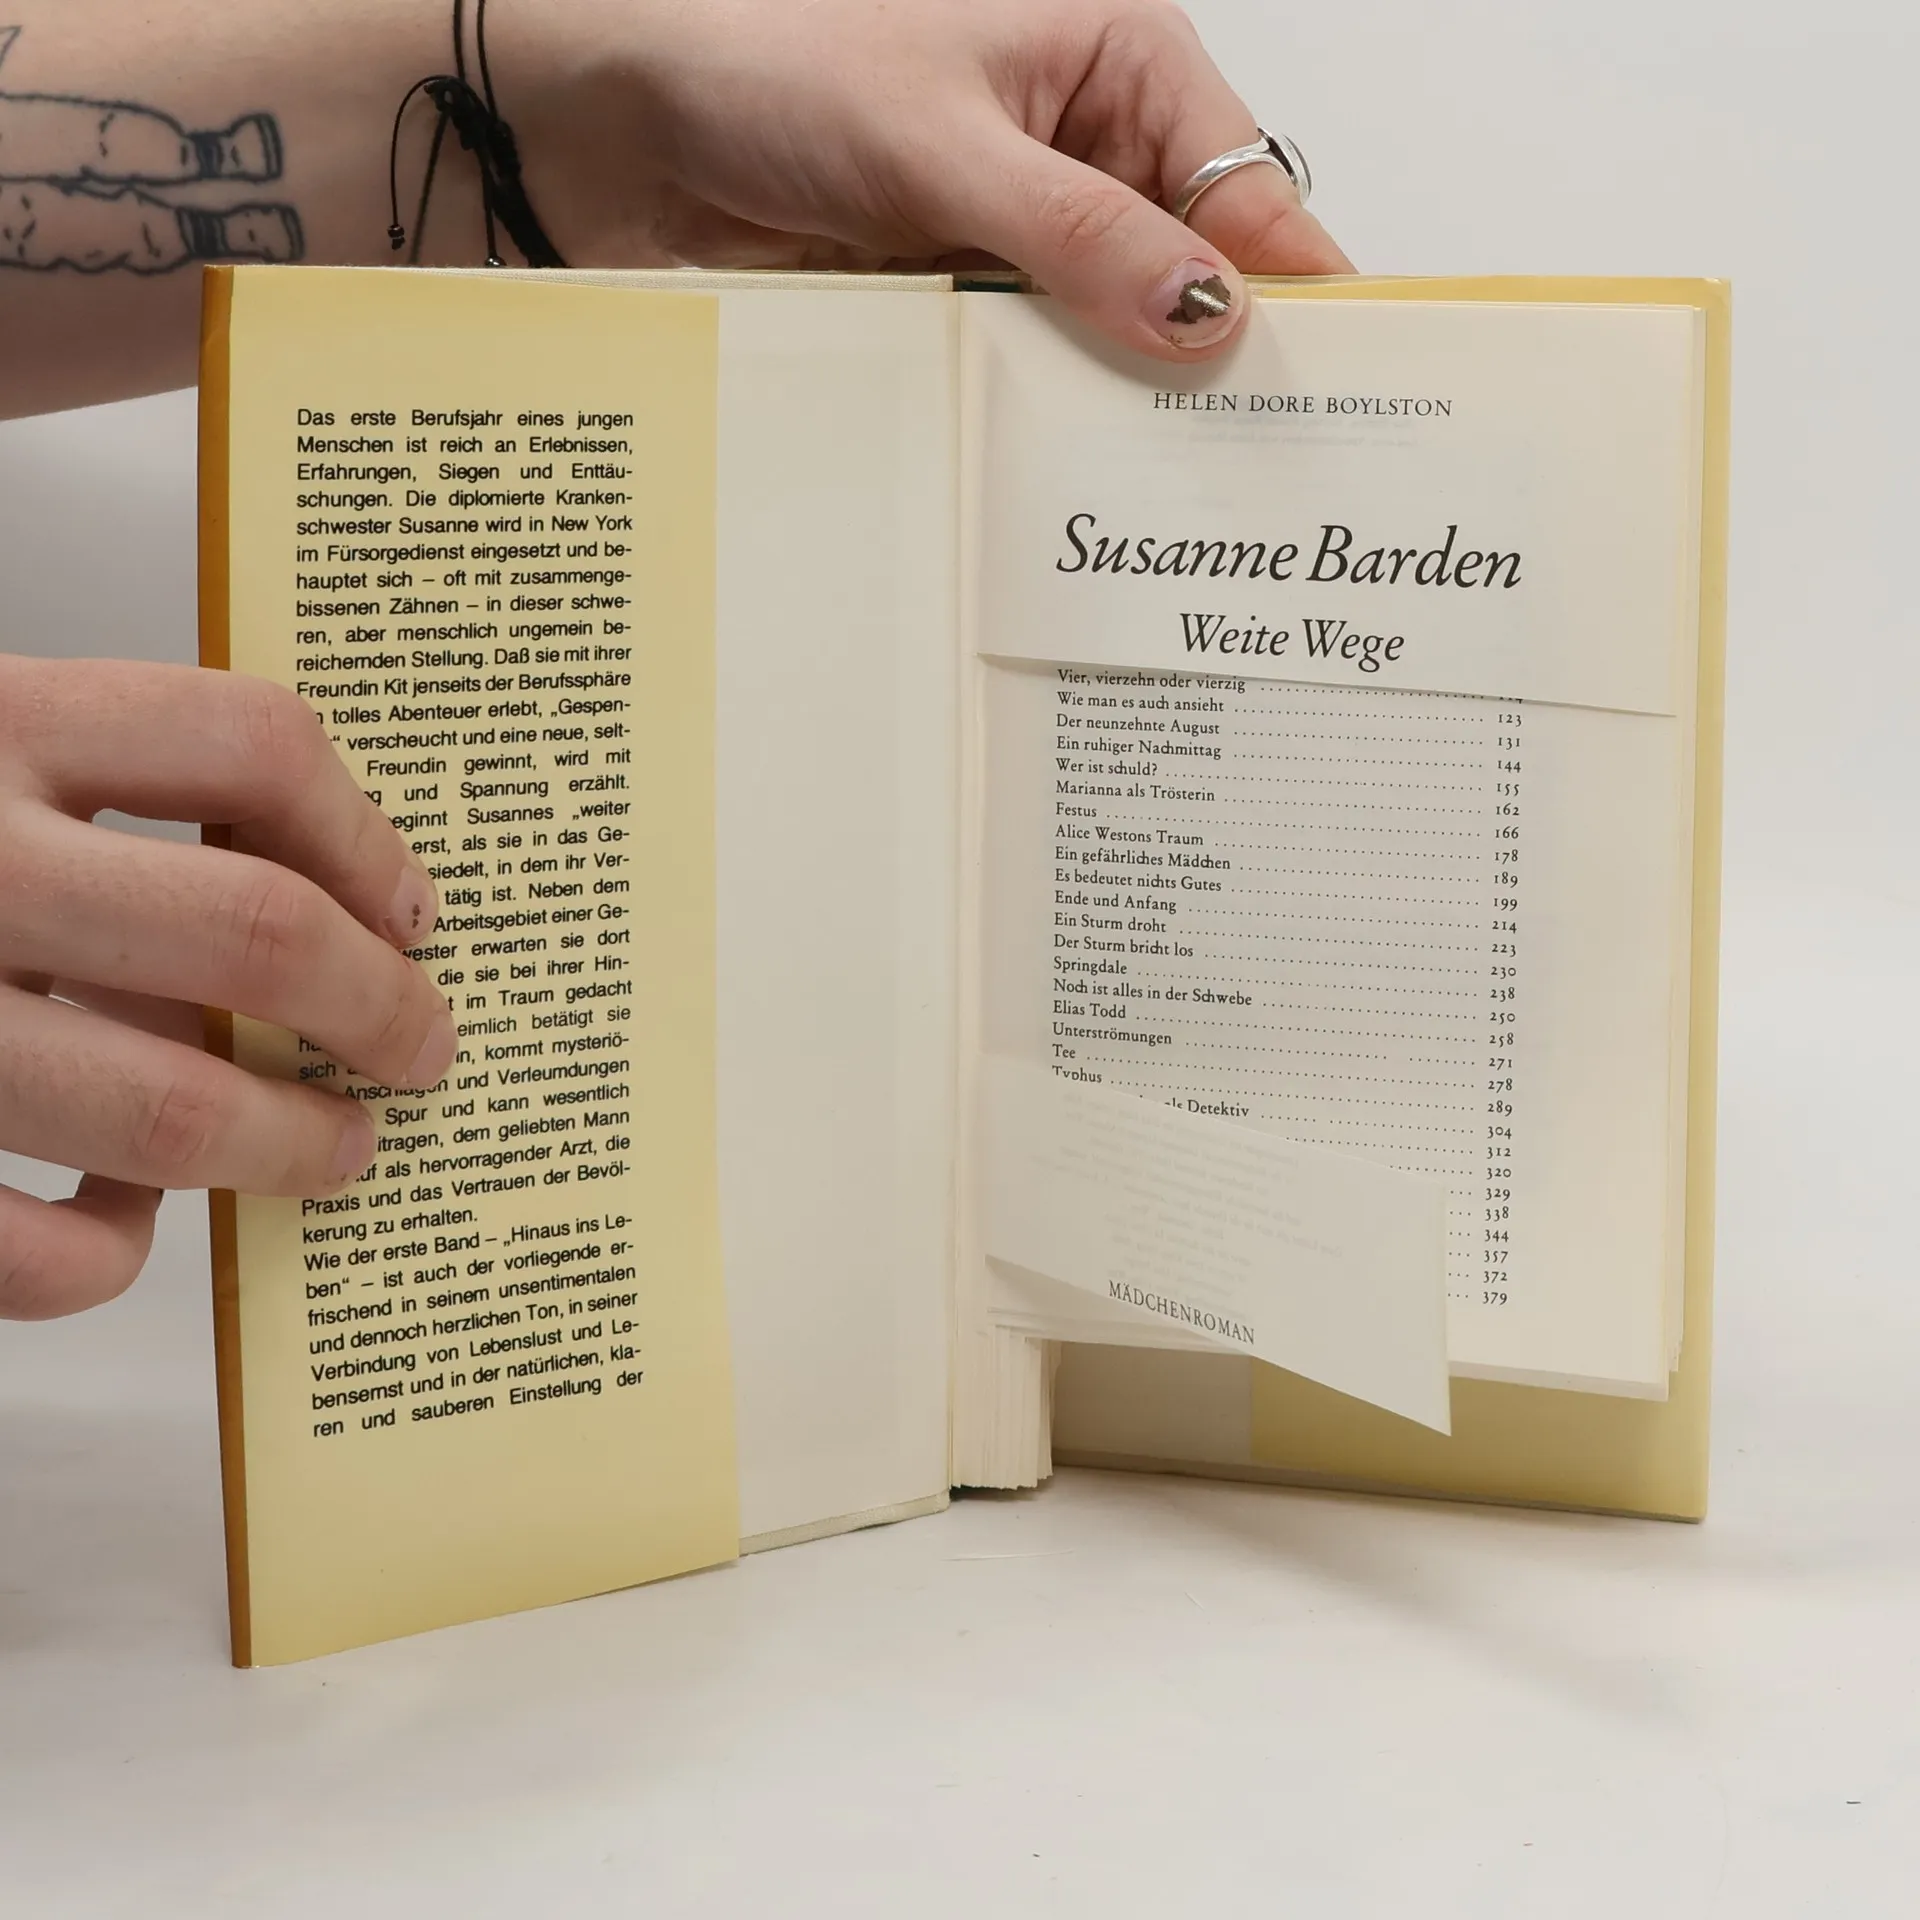 Das erste Berufsjahr eines jungen
Menschen ist reich an Erlebnissen,
Erfahrungen, Siegen und Enttäu-
schungen. Die diplomierte Kranken-
schwester Susanne wird in New York
im Fürsorgedienst eingesetzt und be-
hauptet sich – oft mit zusammenge-
bissenen Zähnen – in dieser schwe-
ren, aber menschlich ungemein be-
reichernden Stellung. Daß sie mit ihrer
Freundin Kit jenseits der Berufssphäre
tolles Abenteuer erlebt, „Gespen-
“ verscheucht und eine neue, selt-
Freundin gewinnt, wird mit
und Spannung erzählt.
Susannes „weiter
erst, als sie in das Ge-
in dem ihr Ver-
tätig ist. Neben dem
Arbeitsgebiet einer Ge-
erwarten sie dort
die sie bei ihrer Hin-
im Traum gedacht
betätigt sie
kommt mysteriö-
sich
Anschlägen und Verleumdungen
Spur und kann wesentlich
dem geliebten Mann
als hervorragender Arzt, die
Praxis und das Vertrauen der Bevöl-
kerung zu erhalten.
Wie der erste Band – „Hinaus ins Le-
ben“ – ist auch der vorliegende er-
frischend in seinem unsentimentalen
und dennoch herzlichen Ton, in seiner
Verbindung von Lebenslust und Le-
bensernst und in der natürlichen, kla-
ren und sauberen Einstellung der
HELEN DORE BOYLSTON
Susanne Barden
Weite Wege
Vier, vierzehn oder vierzig
Wie man es auch ansieht 123
Der neunzehnte August 131
Ein ruhiger Nachmittag 144
Wer ist schuld? 155
Marianna als Trösterin 162
Festus 166
Alice Westons Traum 178
Ein gefährliches Mädchen 189
Es bedeutet nichts Gutes 199
Ende und Anfang 214
Ein Sturm droht 223
Der Sturm bricht los 230
Springdale 238
Noch ist alles in der Schwebe 250
Elias Todd 258
Unterströmungen 271
Tee 278
Typhus 289
als Detektiv 304
312
320
329
338
344
357
372
379
MÄDCHENROMAN